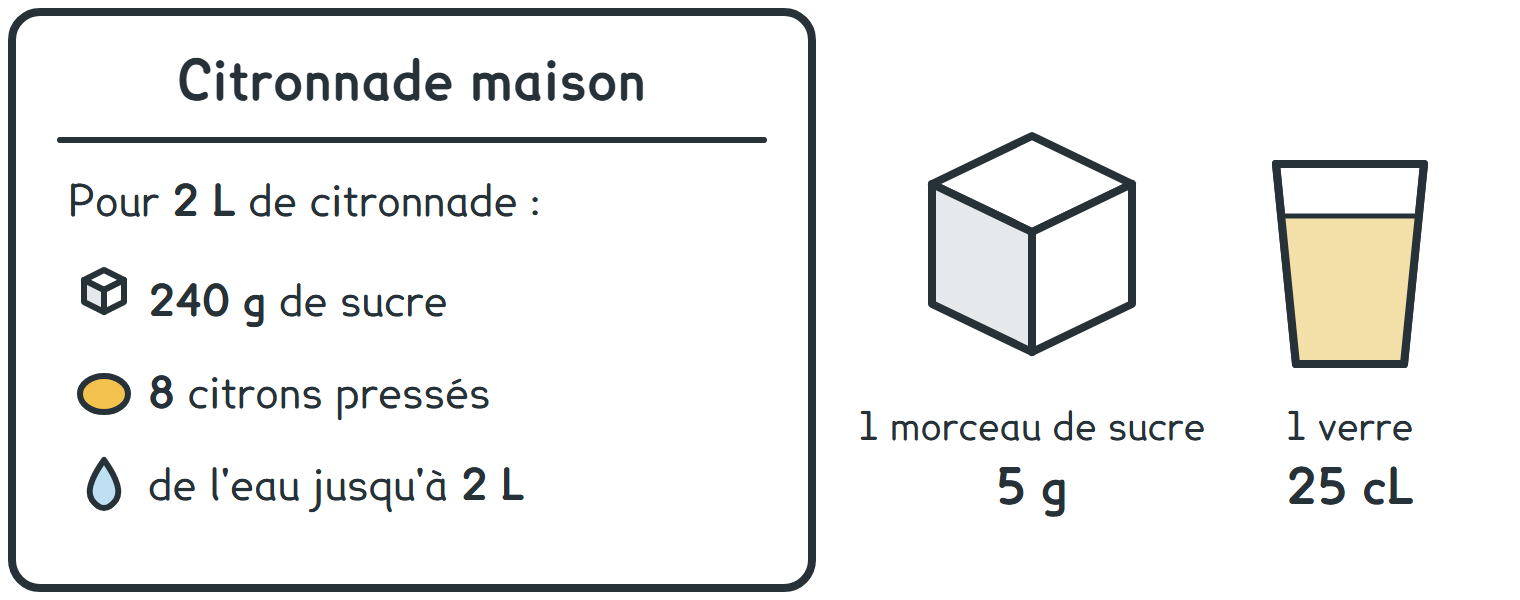 Citronnade maison
Pour 2 L de citronnade :
240 g de sucre
8 citrons pressés
de l'eau jusqu'à 2 L
1 morceau de sucre
5 g
1 verre
25 cL